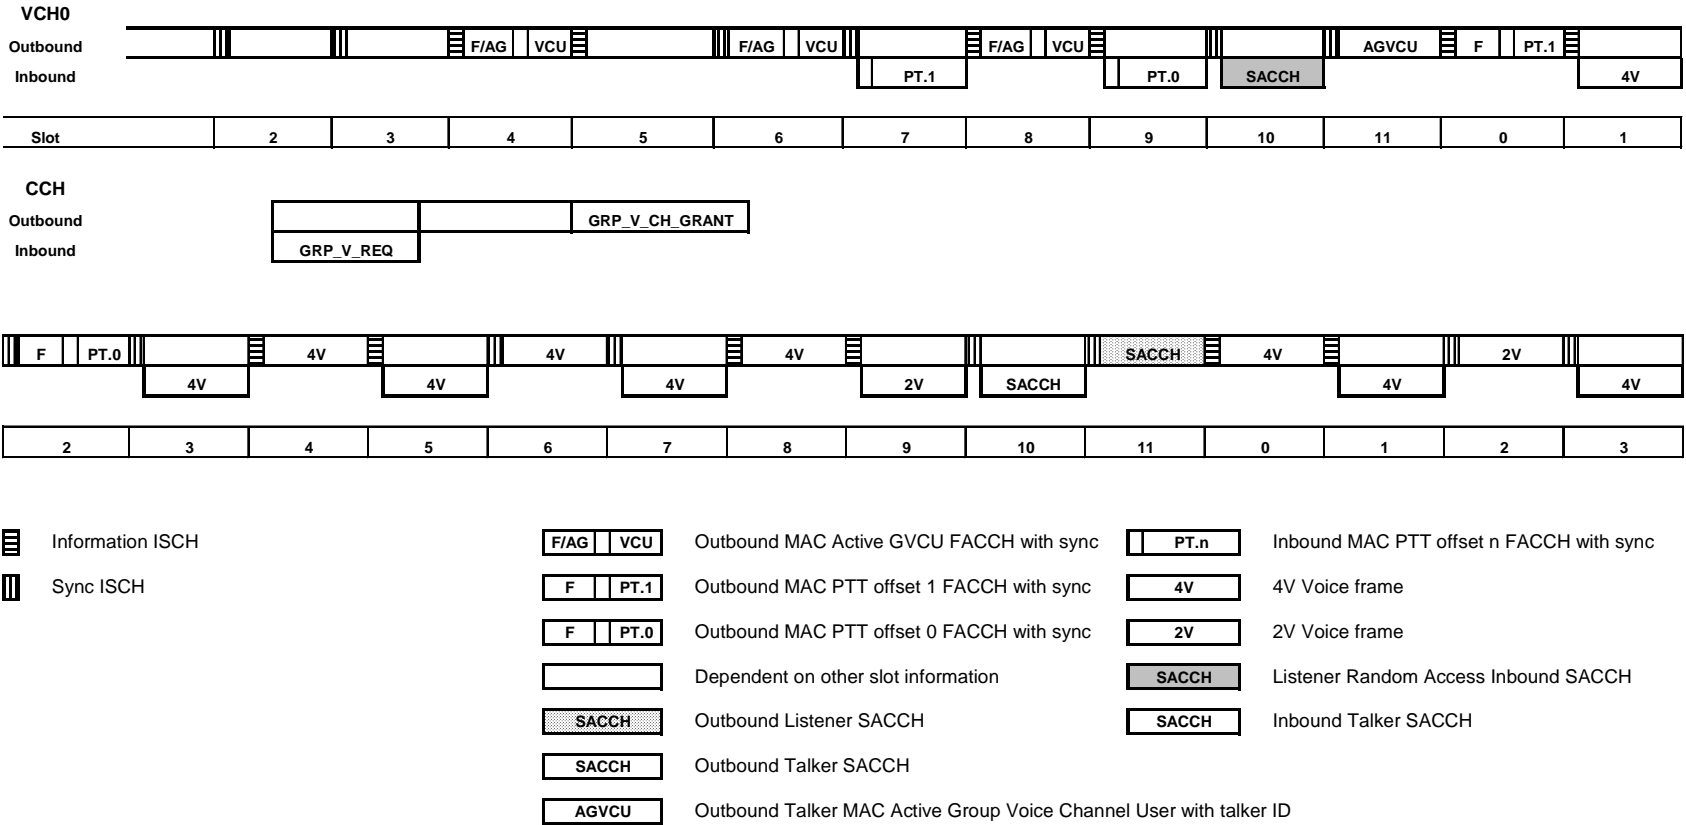 VCH0
Outbound F/AG VCU F/AG VCU F/AG VCU AGVCU F PT.1
Inbound PT.1 PT.0 SACCH 4V
Slot 2 3 4 5 6 7 8 9 10 11 0 1
CCH
Outbound GRP_V_CH_GRANT
Inbound GRP_V_REQ
F PT.0 4V 4V 4V SACCH 4V 2V
4V 4V 4V 2V SACCH 4V 4V
2 3 4 5 6 7 8 9 10 11 0 1 2 3
Information ISCH F/AG VCU Outbound MAC Active GVCU FACCH with sync PT.n Inbound MAC PTT offset n FACCH with sync
Sync ISCH F PT.1 Outbound MAC PTT offset 1 FACCH with sync 4V 4V Voice frame
F PT.0 Outbound MAC PTT offset 0 FACCH with sync 2V 2V Voice frame
Dependent on other slot information SACCH Listener Random Access Inbound SACCH
SACCH Outbound Listener SACCH SACCH Inbound Talker SACCH
SACCH Outbound Talker SACCH
AGVCU Outbound Talker MAC Active Group Voice Channel User with talker ID